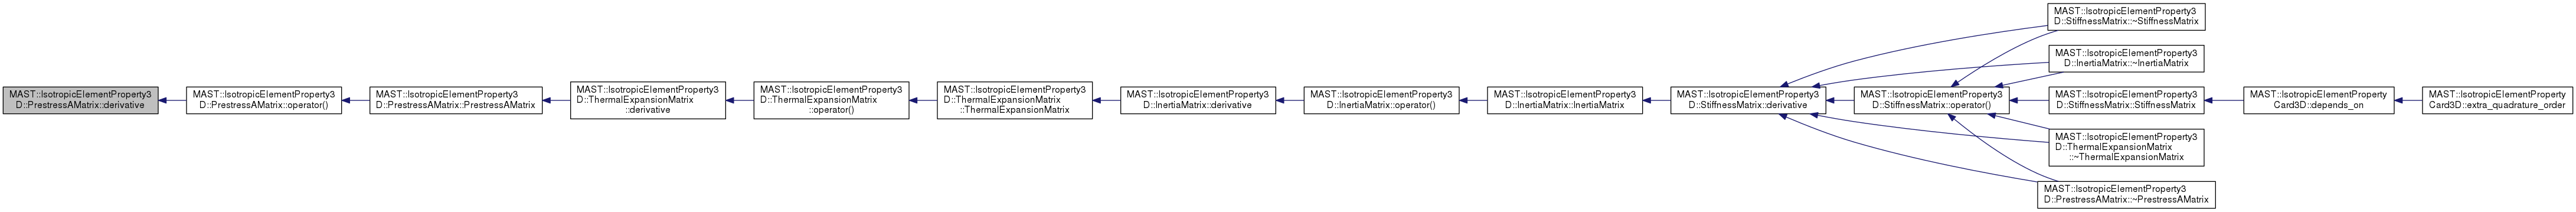 MAST::IsotropicElementProperty3
D::PrestressAMatrix::derivative
MAST::IsotropicElementProperty3
D::PrestressAMatrix::operator()
MAST::IsotropicElementProperty3
D::PrestressAMatrix::PrestressAMatrix
MAST::IsotropicElementProperty3
D::ThermalExpansionMatrix
::derivative
MAST::IsotropicElementProperty3
D::ThermalExpansionMatrix
::operator()
MAST::IsotropicElementProperty3
D::ThermalExpansionMatrix
::ThermalExpansionMatrix
MAST::IsotropicElementProperty3
D::InertiaMatrix::derivative
MAST::IsotropicElementProperty3
D::InertiaMatrix::operator()
MAST::IsotropicElementProperty3
D::InertiaMatrix::InertiaMatrix
MAST::IsotropicElementProperty3
D::StiffnessMatrix::derivative
MAST::IsotropicElementProperty3
D::StiffnessMatrix::operator()
MAST::IsotropicElementProperty3
D::StiffnessMatrix::~StiffnessMatrix
MAST::IsotropicElementProperty3
D::InertiaMatrix::~InertiaMatrix
MAST::IsotropicElementProperty3
D::StiffnessMatrix::StiffnessMatrix
MAST::IsotropicElementProperty3
D::ThermalExpansionMatrix
::~ThermalExpansionMatrix
MAST::IsotropicElementProperty3
D::PrestressAMatrix::~PrestressAMatrix
MAST::IsotropicElementProperty
Card3D::depends_on
MAST::IsotropicElementProperty
Card3D::extra_quadrature_order